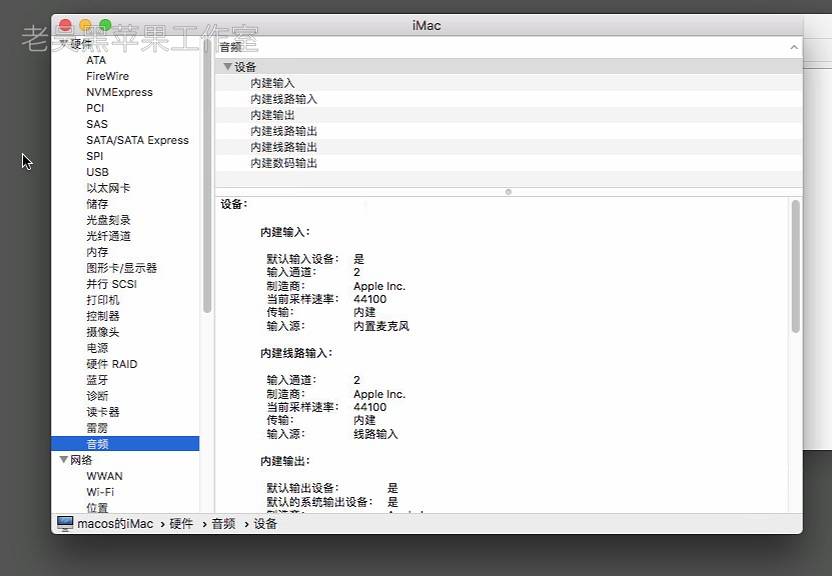 iMac
老吴黑苹果工作室
硬件
ATA
FireWire
NVMExpress
PCI
SAS
SATA/SATA Express
SPI
USB
以太网卡
储存
光盘刻录
光纤通道
内存
图形卡/显示器
并行 SCSI
打印机
控制器
摄像头
电源
硬件 RAID
蓝牙
诊断
读卡器
雷雳
音频
网络
WWAN
Wi-Fi
位置
音频
设备
内建输入
内建线路输入
内建输出
内建线路输出
内建线路输出
内建数码输出
设备：
内建输入：
默认输入设备： 是
输入通道： 2
制造商： Apple Inc.
当前采样速率： 44100
传输： 内建
输入源： 内置麦克风
内建线路输入：
输入通道： 2
制造商： Apple Inc.
当前采样速率： 44100
传输： 内建
输入源： 线路输入
内建输出：
默认输出设备： 是
默认的系统输出设备： 是
macos的iMac › 硬件 › 音频 › 设备